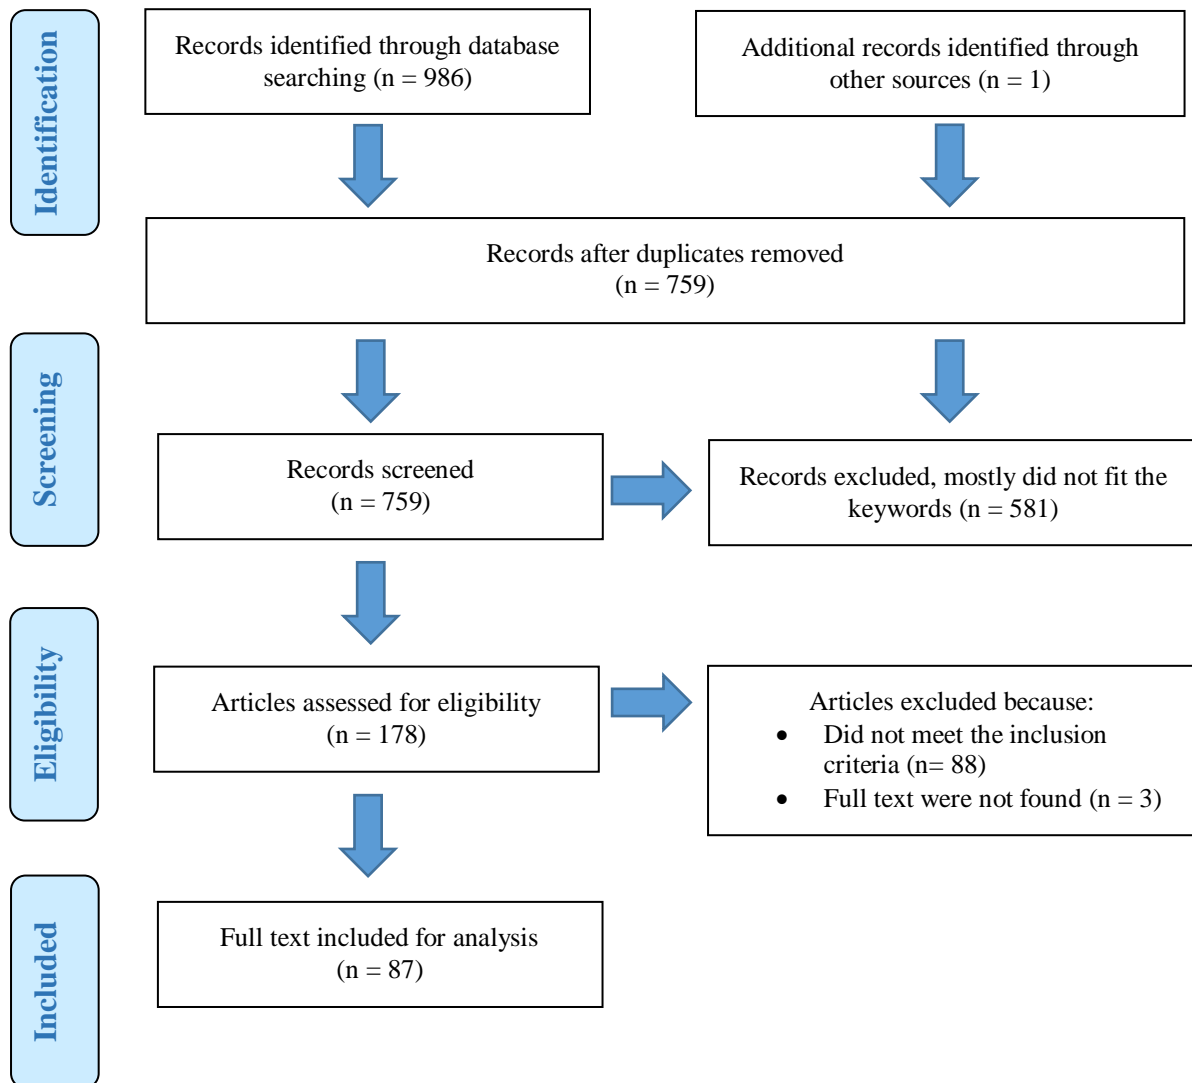 Identification
Records identified through database
searching (n = 986)
Additional records identified through
other sources (n = 1)
Records after duplicates removed
(n = 759)
Screening
Records screened
(n = 759)
Records excluded, mostly did not fit the
keywords (n = 581)
Eligibility
Articles assessed for eligibility
(n = 178)
Articles excluded because:
• Did not meet the inclusion
criteria (n= 88)
• Full text were not found (n = 3)
Included
Full text included for analysis
(n = 87)